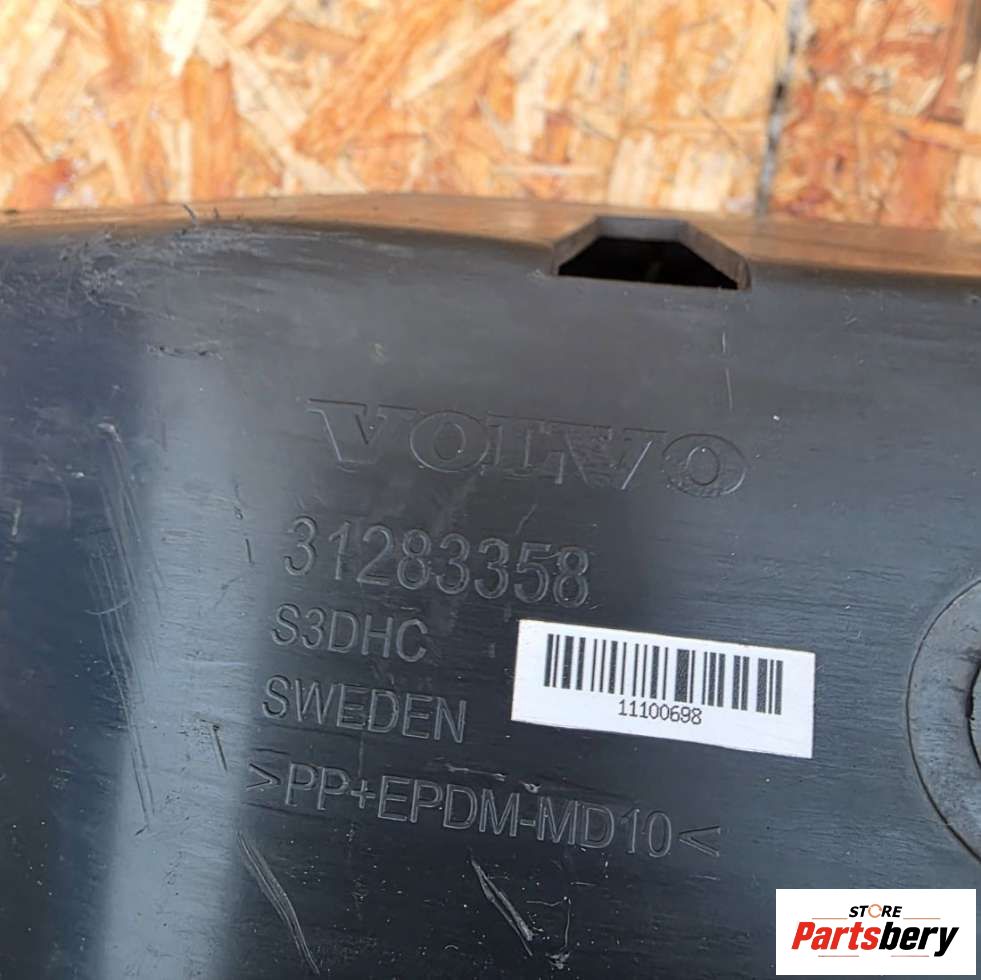 VOLVO
31283358
S3DHC
SWEDEN
11100698
>PP+EPDM-MD10<
STORE
Partsbery